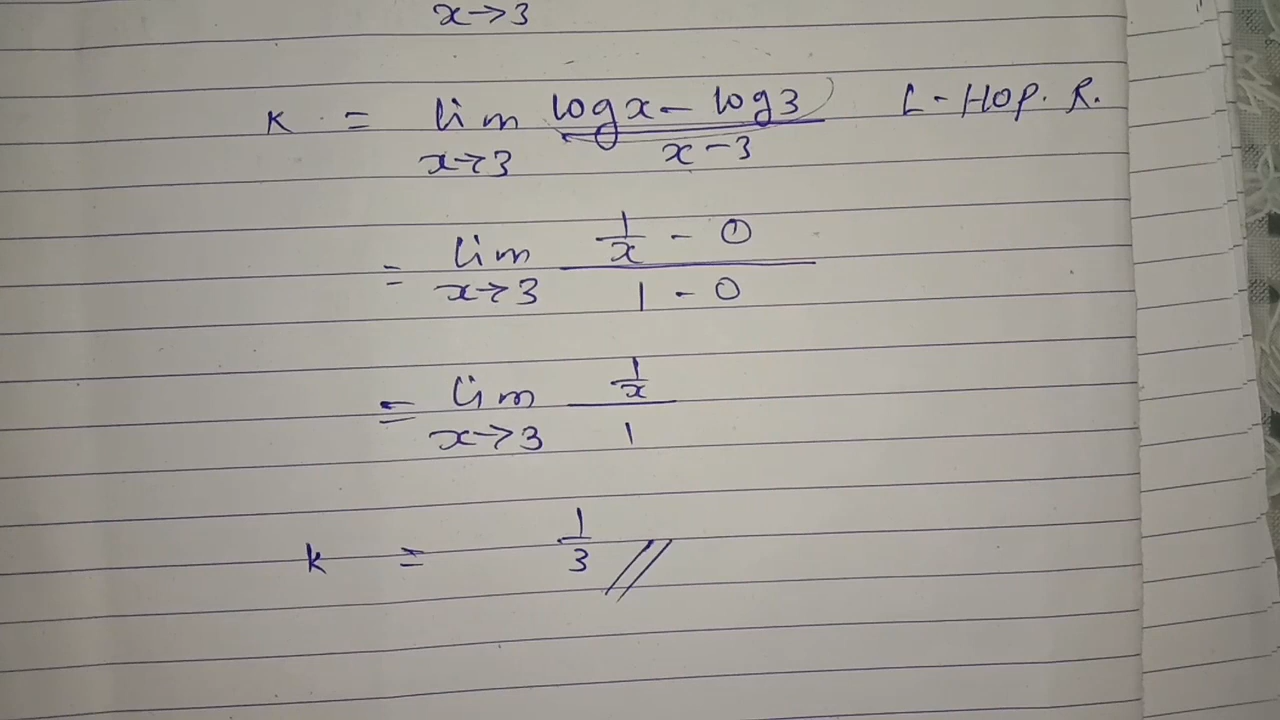 x→3
K = lim log x - log 3 L-Hop. R.
x→3 x-3
= lim 1/x - 0
x→3 1 - 0
= lim 1/x
x→3 1
k = 1/3 //